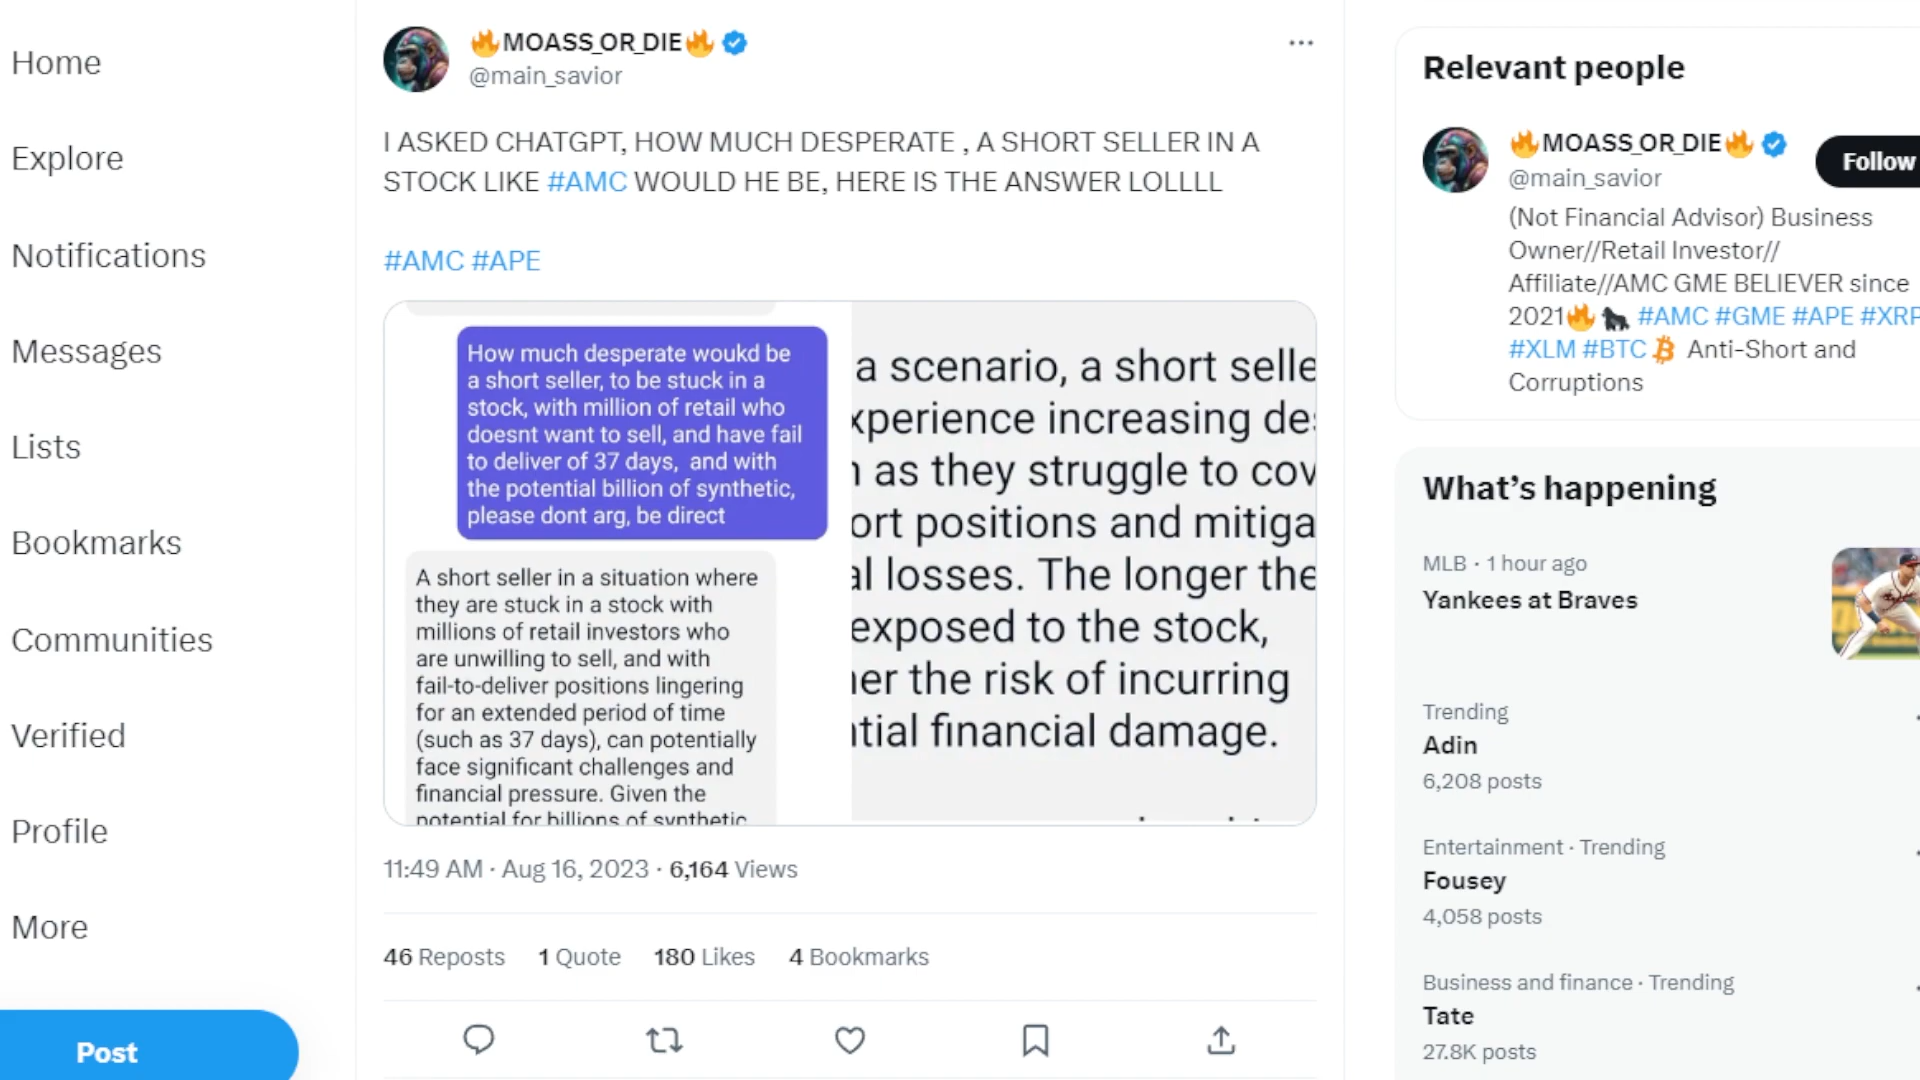 Home
Explore
Notifications
Messages
Lists
Bookmarks
Communities
Verified
Profile
More
Post
🔥MOASS_OR_DIE🔥
@main_savior
I ASKED CHATGPT, HOW MUCH DESPERATE , A SHORT SELLER IN A
STOCK LIKE #AMC WOULD HE BE, HERE IS THE ANSWER LOLLLL
#AMC #APE
How much desperate woukd be
a short seller, to be stuck in a
stock, with million of retail who
doesnt want to sell, and have fail
to deliver of 37 days, and with
the potential billion of synthetic,
please dont arg, be direct
A short seller in a situation where
they are stuck in a stock with
millions of retail investors who
are unwilling to sell, and with
fail-to-deliver positions lingering
for an extended period of time
(such as 37 days), can potentially
face significant challenges and
financial pressure. Given the
potential for billions of synthetic
a scenario, a short selle
xperience increasing des
as they struggle to cov
ort positions and mitiga
al losses. The longer the
exposed to the stock,
her the risk of incurring
ntial financial damage.
11:49 AM · Aug 16, 2023 · 6,164 Views
46 Reposts 1 Quote 180 Likes 4 Bookmarks
Relevant people
🔥MOASS_OR_DIE🔥
@main_savior
Follow
(Not Financial Advisor) Business
Owner//Retail Investor//
Affiliate//AMC GME BELIEVER since
2021🔥🦍 #AMC #GME #APE #XRP
#XLM #BTC Anti-Short and
Corruptions
What's happening
MLB · 1 hour ago
Yankees at Braves
Trending
Adin
6,208 posts
Entertainment · Trending
Fousey
4,058 posts
Business and finance · Trending
Tate
27.8K posts